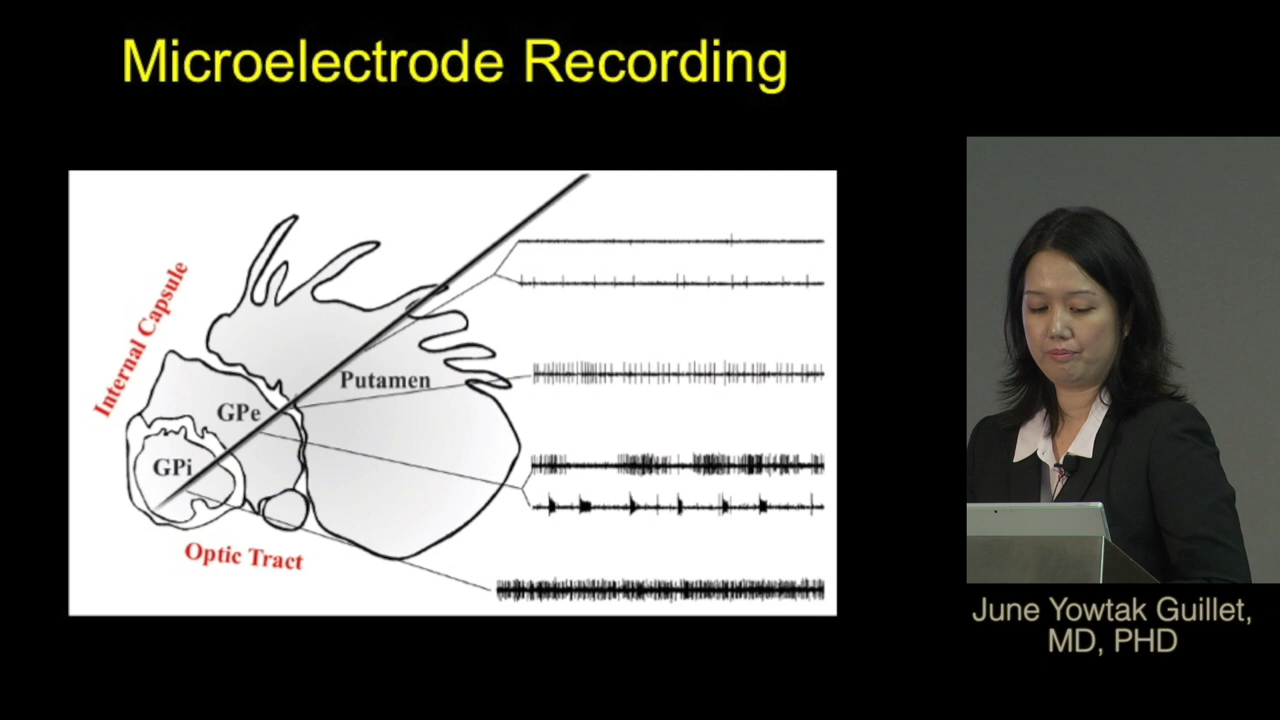 Microelectrode Recording
Internal Capsule
Putamen
GPe
GPi
Optic Tract
June Yowtak Guillet,
MD, PHD